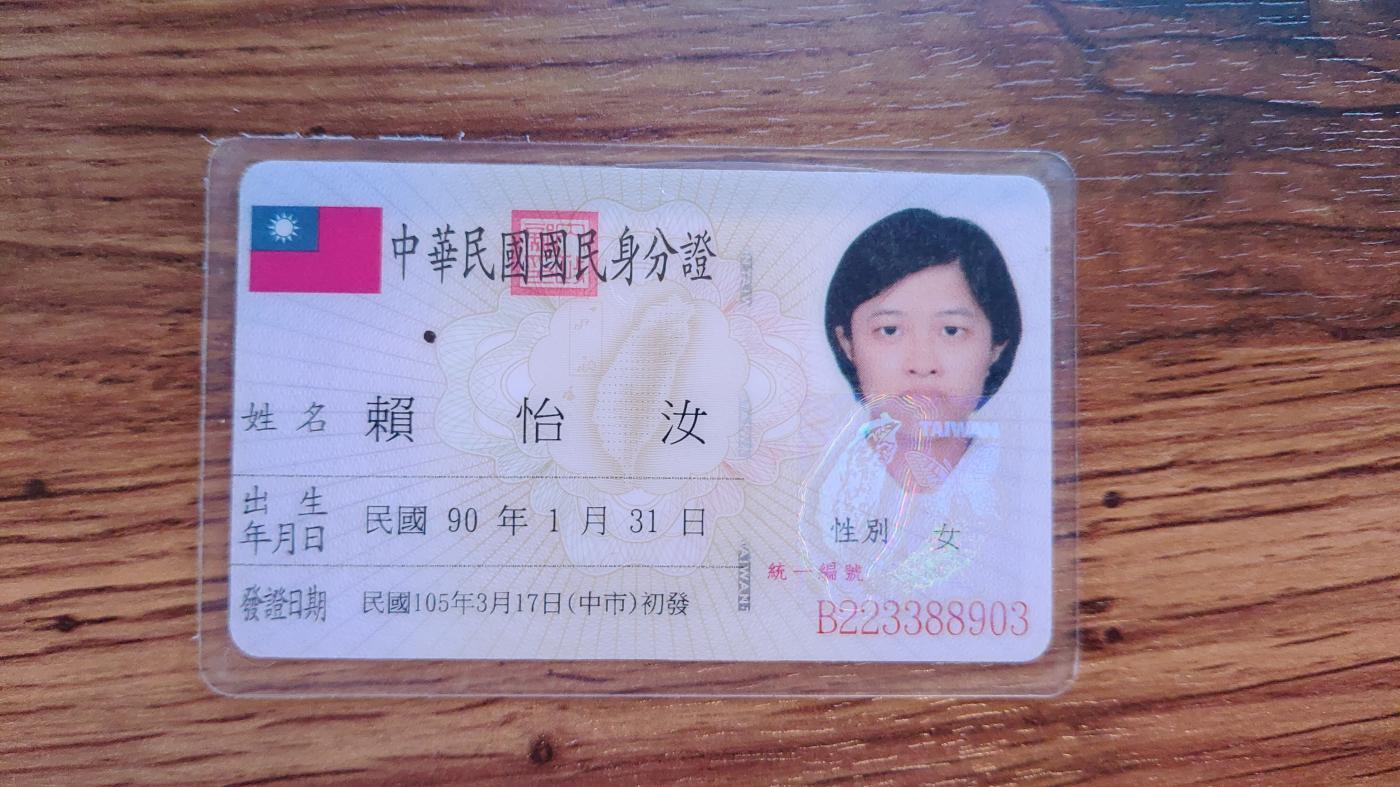 中華民國國民身分證
姓名 賴怡汝
出生年月日 民國 90 年 1 月 31 日
發證日期 民國105年3月17日(中市)初發
TAIWAN
性別 女
統一編號
B223388903